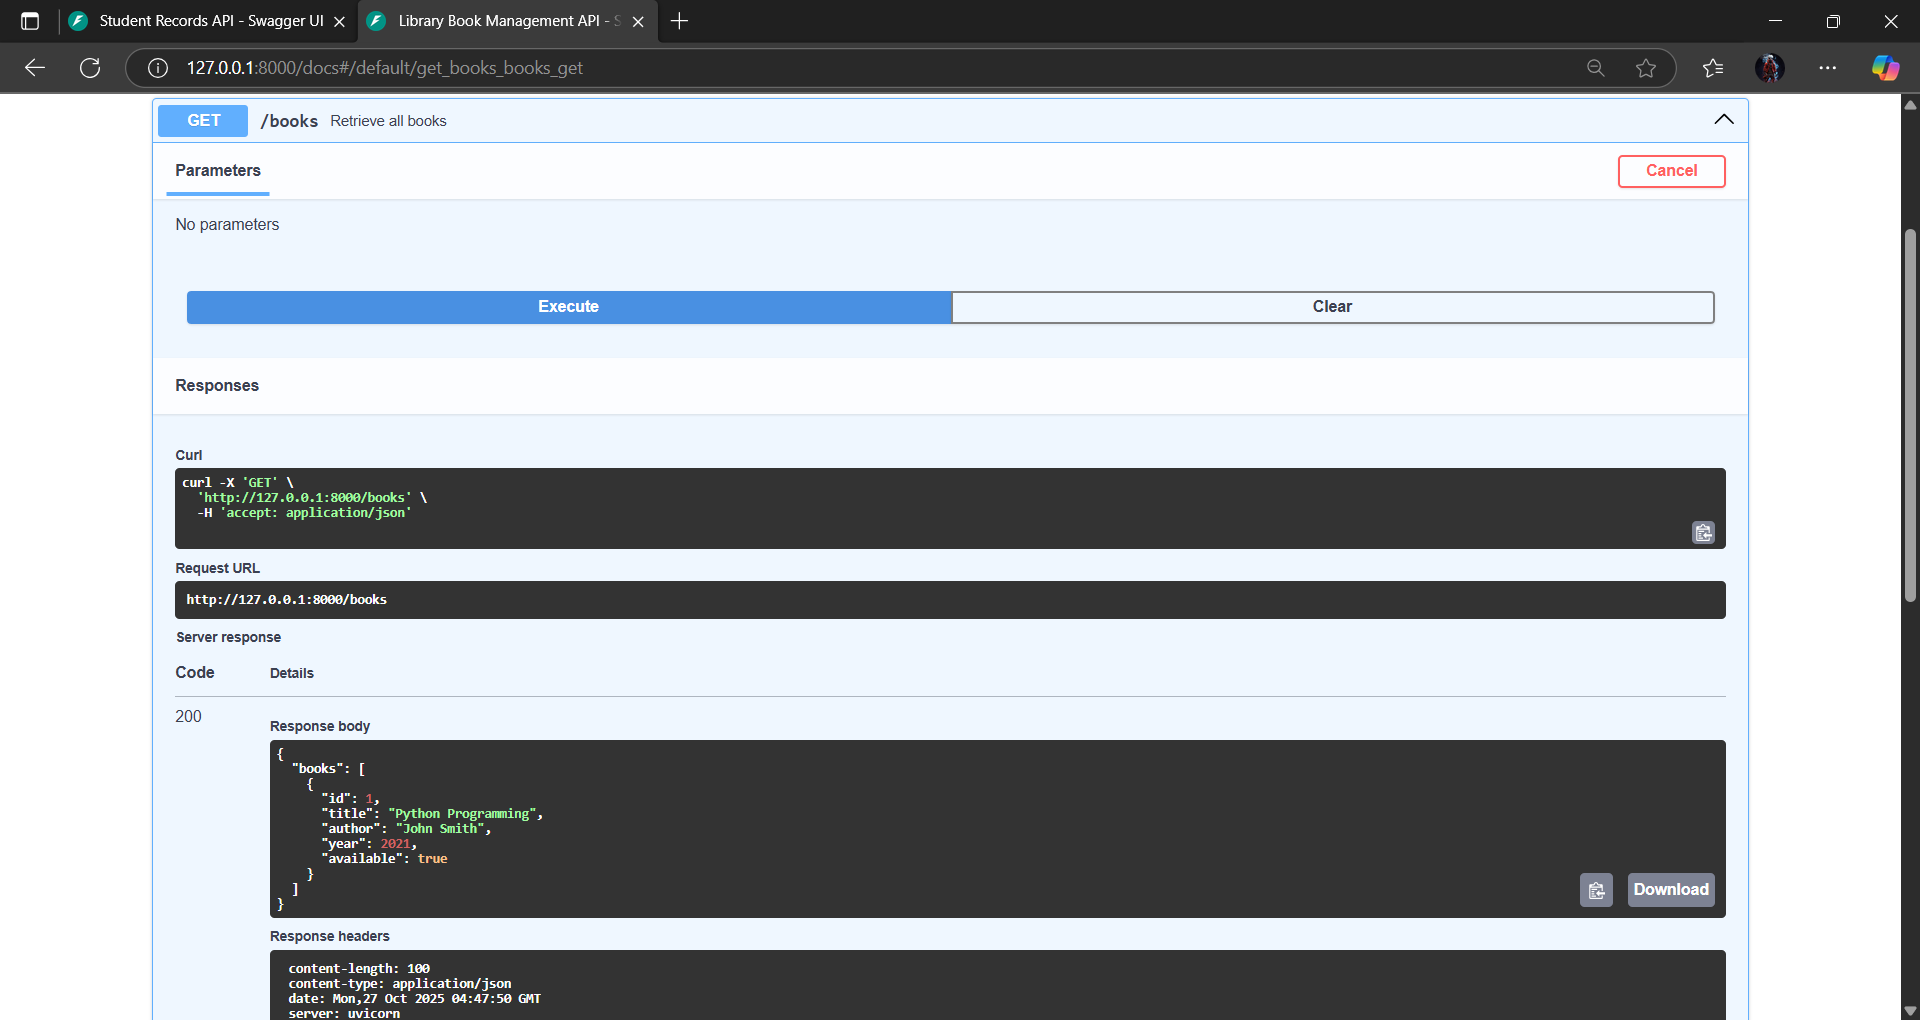 Student Records API - Swagger UI
Library Book Management API - S
127.0.0.1:8000/docs#/default/get_books_books_get
GET /books Retrieve all books
Parameters
Cancel
No parameters
Execute
Clear
Responses
Curl
curl -X 'GET' \
  'http://127.0.0.1:8000/books' \
  -H 'accept: application/json'
Request URL
http://127.0.0.1:8000/books
Server response
Code Details
200
Response body
{
  "books": [
    {
      "id": 1,
      "title": "Python Programming",
      "author": "John Smith",
      "year": 2021,
      "available": true
    }
  ]
}
Download
Response headers
content-length: 100
content-type: application/json
date: Mon,27 Oct 2025 04:47:50 GMT
server: uvicorn